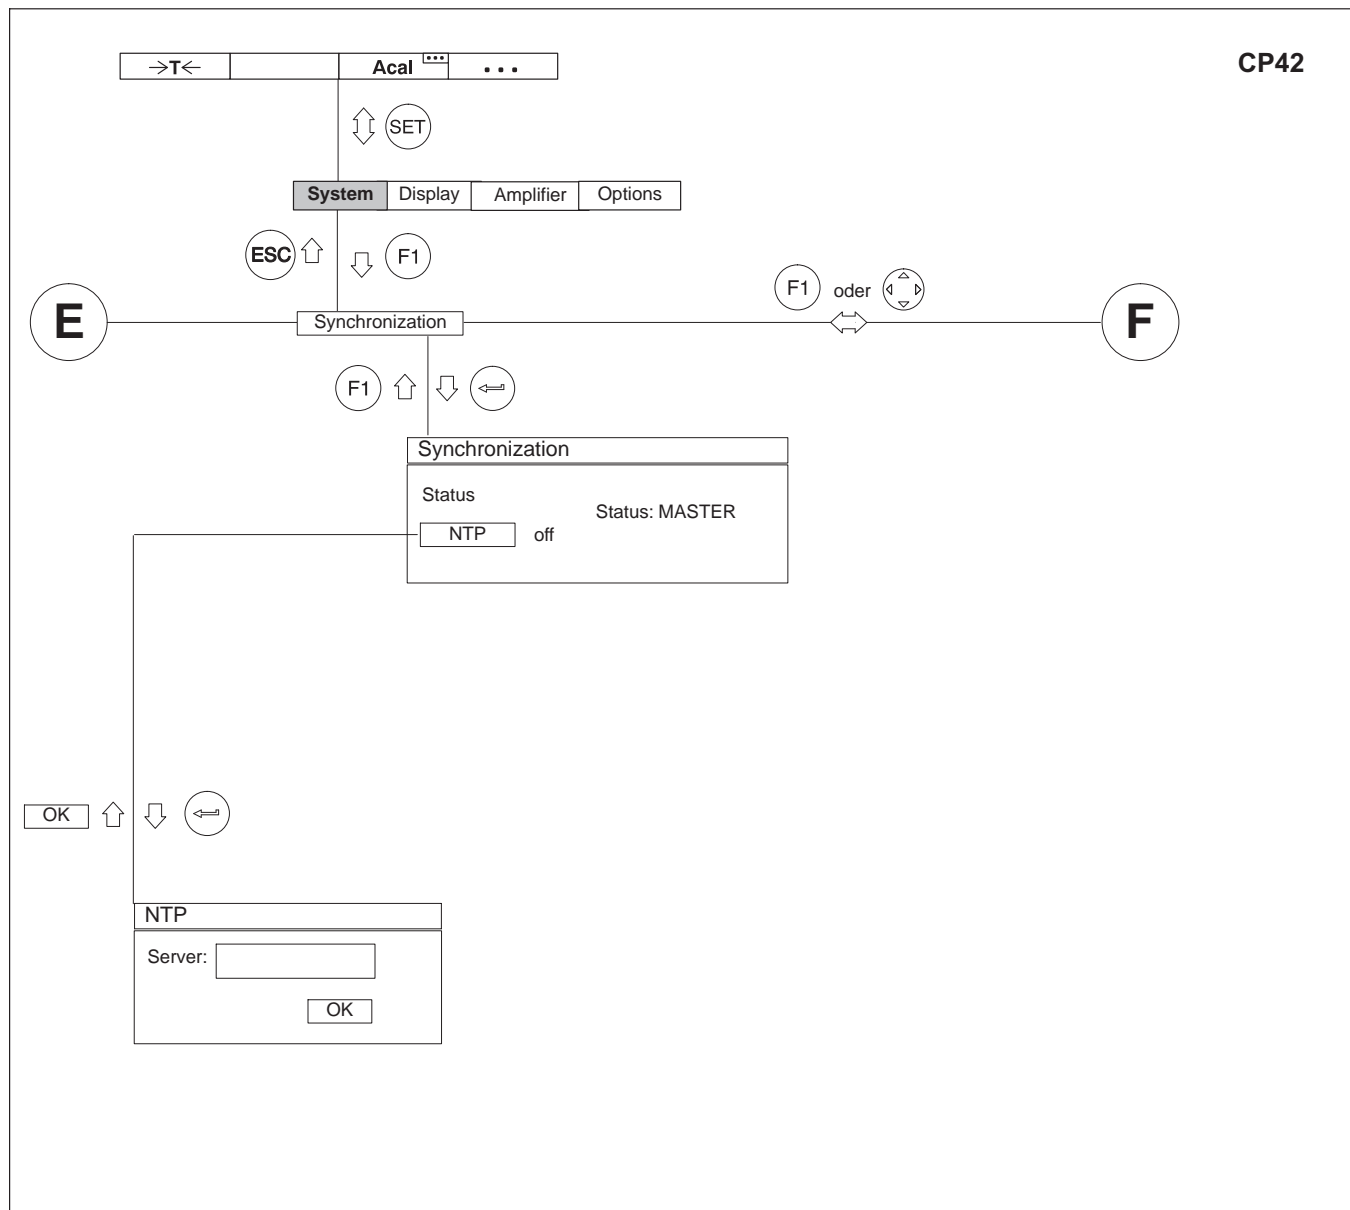 CP42
→T← Acal ... ...
SET
System Display Amplifier Options
ESC F1
F1 oder
E Synchronization F
F1
Synchronization
Status
Status: MASTER
NTP off
OK
NTP
Server:
OK